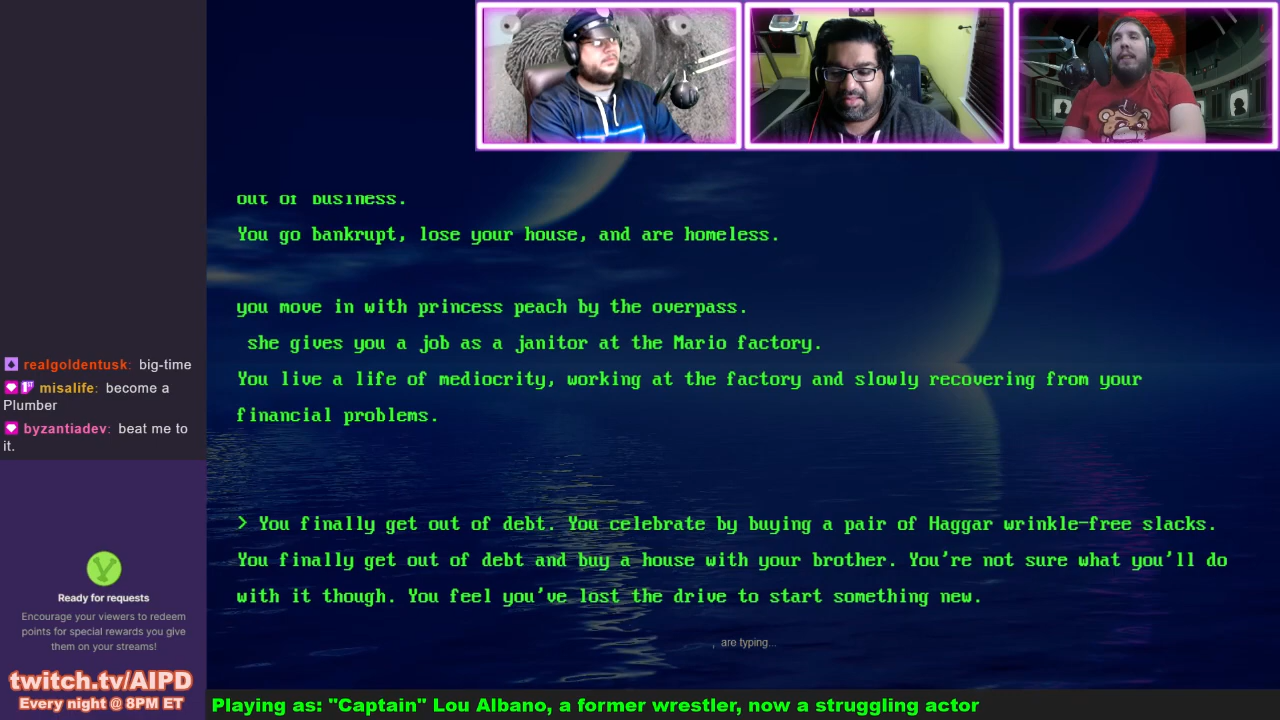 out of business.
You go bankrupt, lose your house, and are homeless.
you move in with princess peach by the overpass.
she gives you a job as a janitor at the Mario factory.
You live a life of mediocrity, working at the factory and slowly recovering from your
financial problems.
> You finally get out of debt. You celebrate by buying a pair of Haggar wrinkle-free slacks.
You finally get out of debt and buy a house with your brother. You're not sure what you'll do
with it though. You feel you've lost the drive to start something new.
, are typing...
realgoldentusk: big-time
misalife: become a
Plumber
byzantiadev: beat me to
it.
Ready for requests
Encourage your viewers to redeem
points for special rewards you give
them on your streams!
twitch.tv/AIPD
Every night @ 8PM ET
Playing as: "Captain" Lou Albano, a former wrestler, now a struggling actor